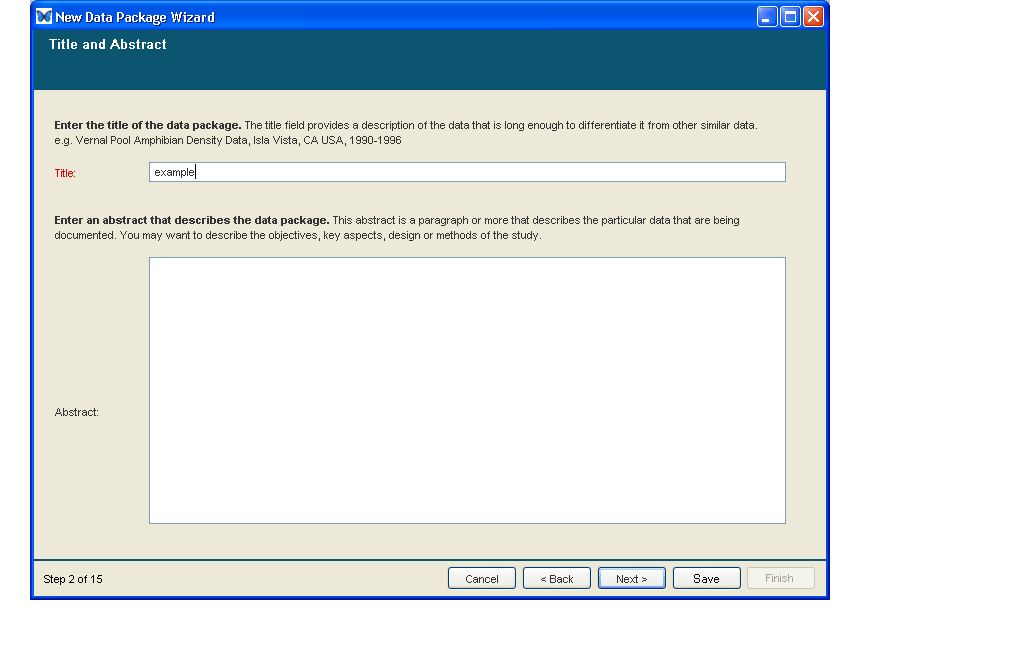 New Data Package Wizard
Title and Abstract
Enter the title of the data package. The title field provides a description of the data that is long enough to differentiate it from other similar data.
e.g. Vernal Pool Amphibian Density Data, Isla Vista, CA USA, 1990-1996
Title: example
Enter an abstract that describes the data package. This abstract is a paragraph or more that describes the particular data that are being
documented. You may want to describe the objectives, key aspects, design or methods of the study.
Abstract:
Step 2 of 15 Cancel < Back Next > Save Finish